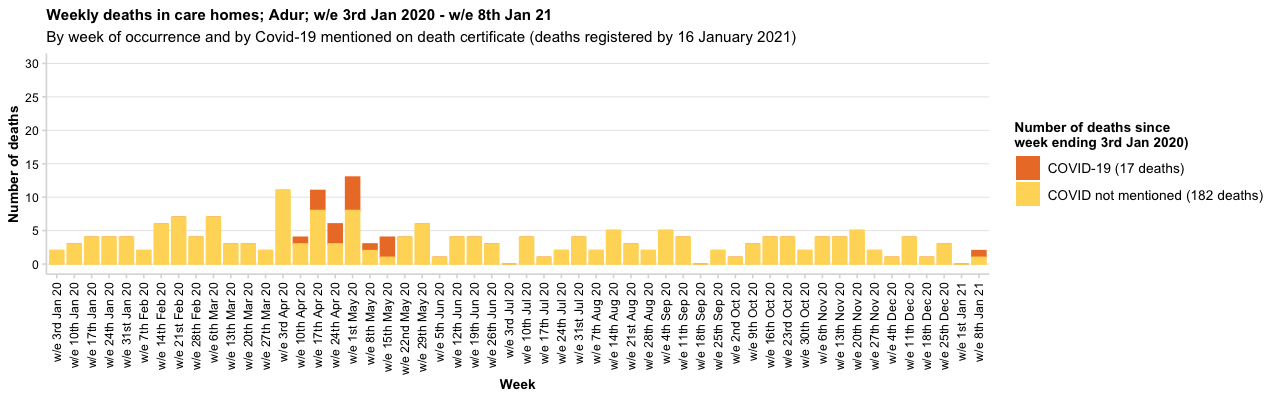 Weekly deaths in care homes; Adur; w/e 3rd Jan 2020 - w/e 8th Jan 21
By week of occurrence and by Covid-19 mentioned on death certificate (deaths registered by 16 January 2021)
Number of deaths
30
25
20
15
10
5
0
w/e 3rd Jan 20
w/e 10th Jan 20
w/e 17th Jan 20
w/e 24th Jan 20
w/e 31st Jan 20
w/e 7th Feb 20
w/e 14th Feb 20
w/e 21st Feb 20
w/e 28th Feb 20
w/e 6th Mar 20
w/e 13th Mar 20
w/e 20th Mar 20
w/e 27th Mar 20
w/e 3rd Apr 20
w/e 10th Apr 20
w/e 17th Apr 20
w/e 24th Apr 20
w/e 1st May 20
w/e 8th May 20
w/e 15th May 20
w/e 22nd May 20
w/e 29th May 20
w/e 5th Jun 20
w/e 12th Jun 20
w/e 19th Jun 20
w/e 26th Jun 20
w/e 3rd Jul 20
w/e 10th Jul 20
w/e 17th Jul 20
w/e 24th Jul 20
w/e 31st Jul 20
w/e 7th Aug 20
w/e 14th Aug 20
w/e 21st Aug 20
w/e 28th Aug 20
w/e 4th Sep 20
w/e 11th Sep 20
w/e 18th Sep 20
w/e 25th Sep 20
w/e 2nd Oct 20
w/e 9th Oct 20
w/e 16th Oct 20
w/e 23rd Oct 20
w/e 30th Oct 20
w/e 6th Nov 20
w/e 13th Nov 20
w/e 20th Nov 20
w/e 27th Nov 20
w/e 4th Dec 20
w/e 11th Dec 20
w/e 18th Dec 20
w/e 25th Dec 20
w/e 1st Jan 21
w/e 8th Jan 21
Week
Number of deaths since
week ending 3rd Jan 2020)
COVID-19 (17 deaths)
COVID not mentioned (182 deaths)